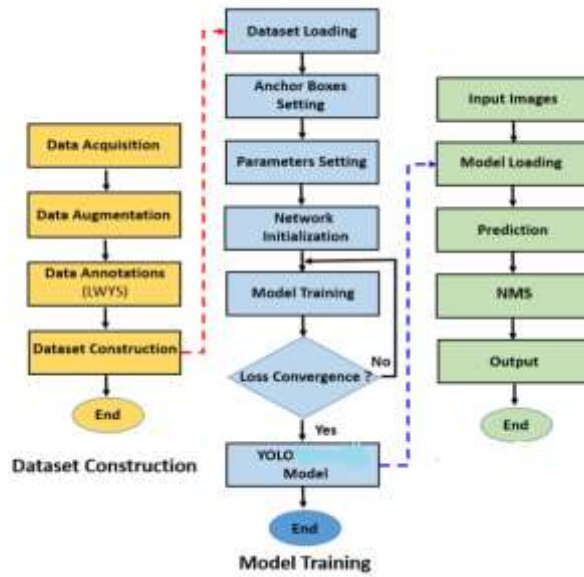 Data Acquisition
Data Augmentation
Data Annotations
(LWYS)
Dataset Construction
End
Dataset Construction
Dataset Loading
Anchor Boxes
Setting
Parameters Setting
Network
Initialization
Model Training
Loss Convergence ?
No
Yes
YOLO
Model
End
Model Training
Input Images
Model Loading
Prediction
NMS
Output
End